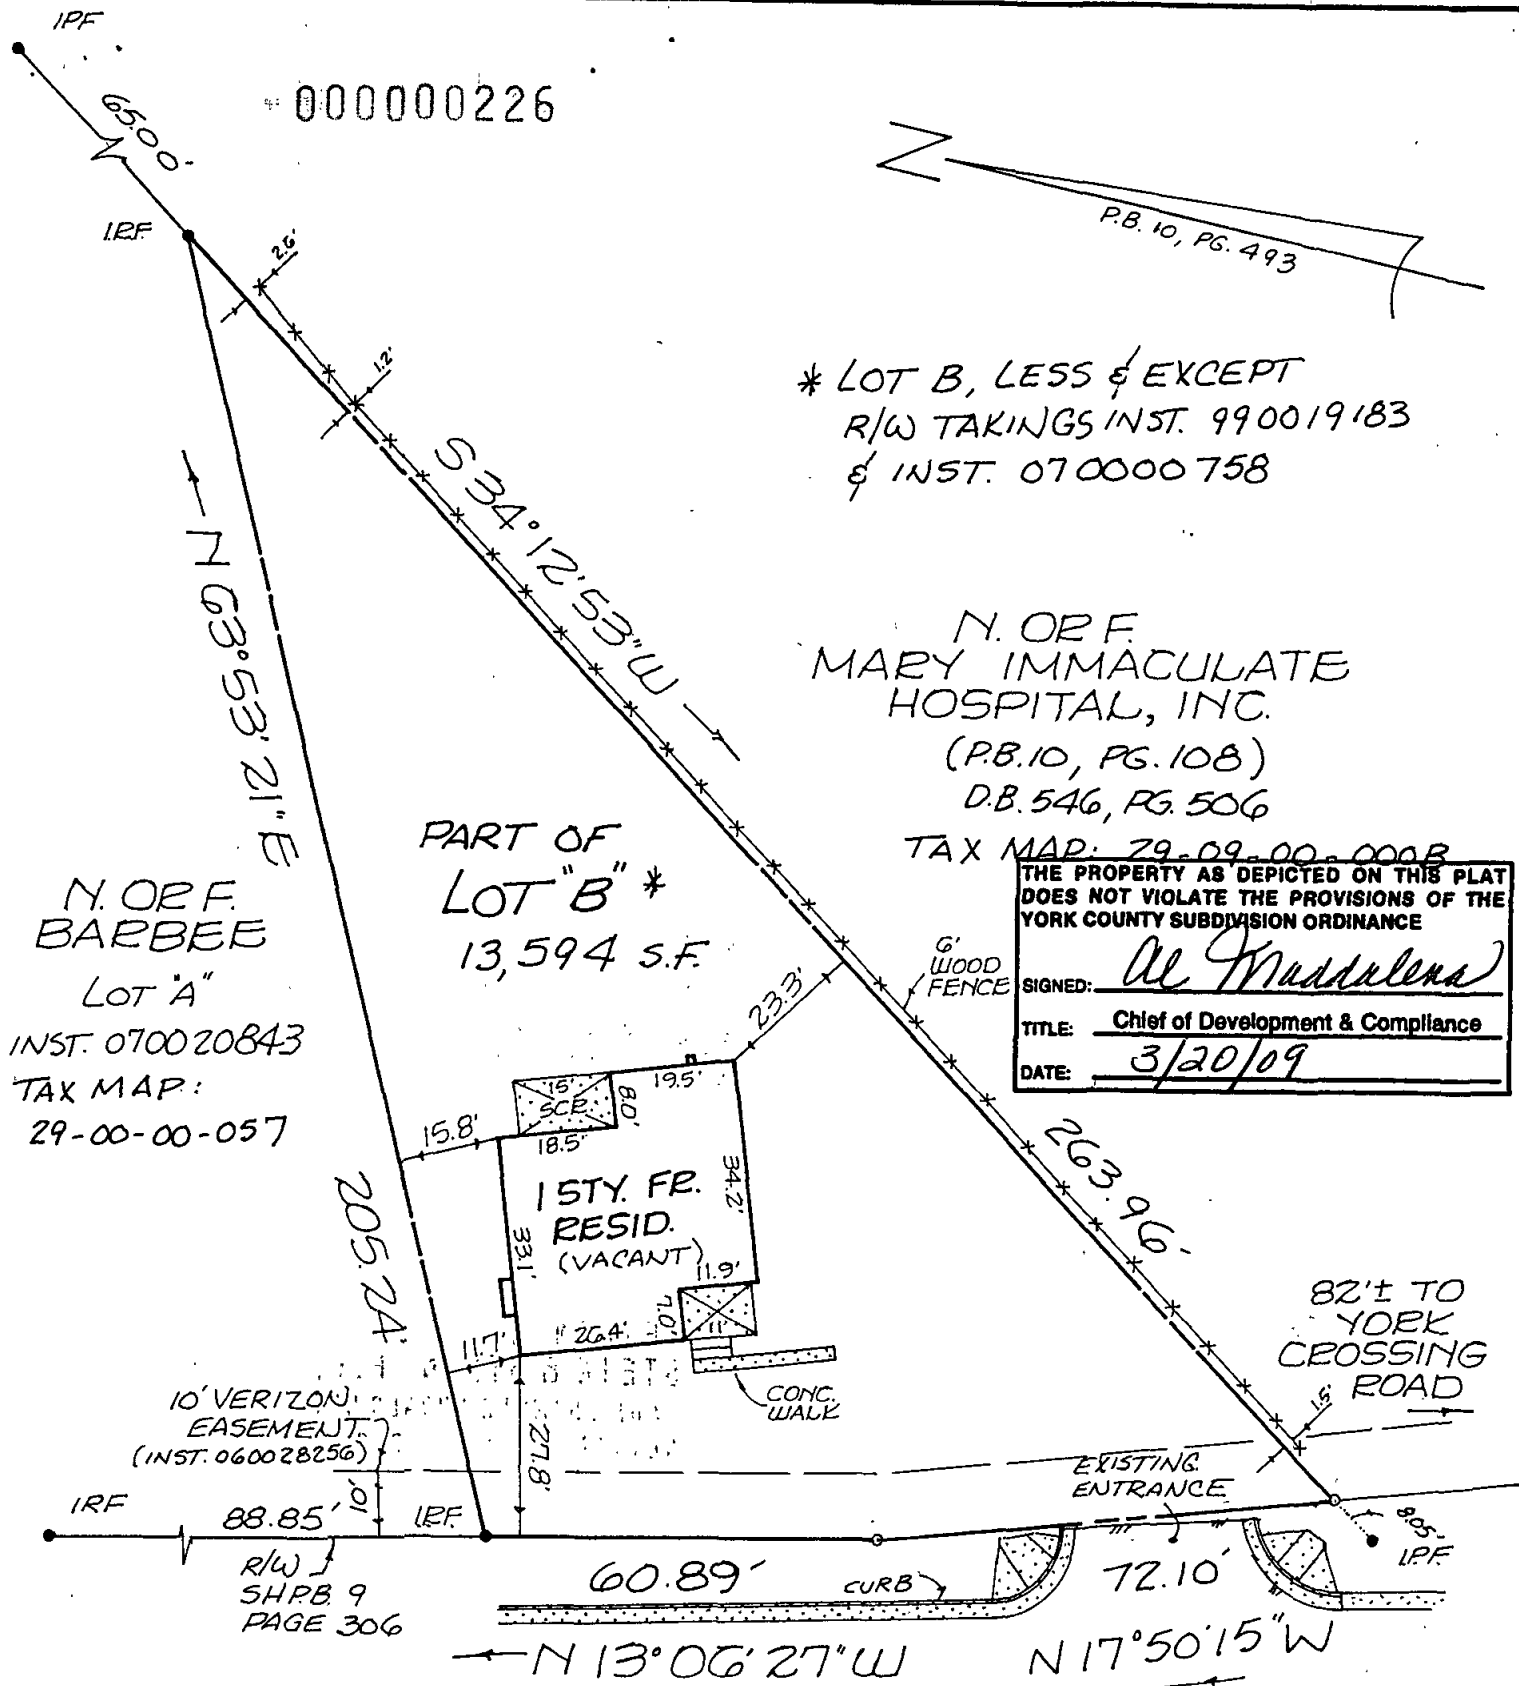 IPF
000000226
65.00'
I.R.F.
2.6'
1.2'
N
P.B. 10, PG. 493
* LOT B, LESS & EXCEPT
R/W TAKINGS INST. 990019183
& INST. 070000758
S 34° 12' 53" W
N 63° 53' 21" E
N. OR F.
MARY IMMACULATE
HOSPITAL, INC.
(P.B. 10, PG. 108)
D.B. 546, PG. 506
TAX MAP: 29-09-00-000B
THE PROPERTY AS DEPICTED ON THIS PLAT
DOES NOT VIOLATE THE PROVISIONS OF THE
YORK COUNTY SUBDIVISION ORDINANCE
SIGNED: Al Maddalena
TITLE: Chief of Development & Compliance
DATE: 3/20/09
PART OF
LOT "B" *
13,594 S.F.
N. OR F.
BARBEE
LOT "A"
INST. 070020843
TAX MAP:
29-00-00-057
6'
WOOD
FENCE
23.3'
15'
SCR.
8.0'
19.5'
18.5'
15.8'
1 STY. FR.
RESID.
(VACANT)
34.2'
33.1'
11.9'
7.0'
11'
26.4'
11.7'
205.24'
263.96'
82'± TO
YORK
CROSSING
ROAD
1.5'
CONC.
WALK
10' VERIZON
EASEMENT
(INST. 060028256)
27.8'
10'
EXISTING
ENTRANCE
IRF
88.85'
I.R.F.
8.05'
I.P.F.
R/W
SH.P.B. 9
PAGE 306
60.89'
CURB
72.10'
N 13° 06' 27" W
N 17° 50' 15" W